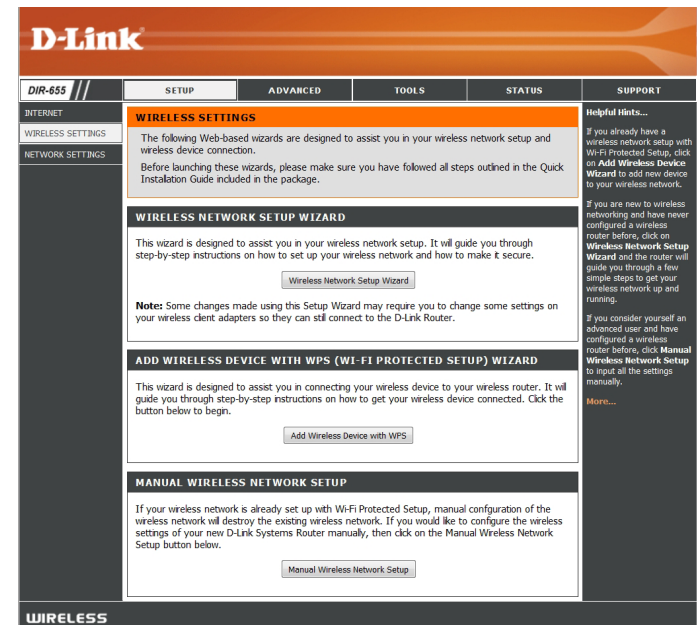 D-Link
DIR-655
SETUP
ADVANCED
TOOLS
STATUS
SUPPORT
INTERNET
WIRELESS SETTINGS
NETWORK SETTINGS
WIRELESS SETTINGS
The following Web-based wizards are designed to assist you in your wireless network setup and
wireless device connection.
Before launching these wizards, please make sure you have followed all steps outlined in the Quick
Installation Guide included in the package.
WIRELESS NETWORK SETUP WIZARD
This wizard is designed to assist you in your wireless network setup. It will guide you through
step-by-step instructions on how to set up your wireless network and how to make it secure.
Wireless Network Setup Wizard
Note: Some changes made using this Setup Wizard may require you to change some settings on
your wireless client adapters so they can still connect to the D-Link Router.
ADD WIRELESS DEVICE WITH WPS (WI-FI PROTECTED SETUP) WIZARD
This wizard is designed to assist you in connecting your wireless device to your wireless router. It will
guide you through step-by-step instructions on how to get your wireless device connected. Click the
button below to begin.
Add Wireless Device with WPS
MANUAL WIRELESS NETWORK SETUP
If your wireless network is already set up with Wi-Fi Protected Setup, manual confguration of the
wireless network will destroy the existing wireless network. If you would like to configure the wireless
settings of your new D-Link Systems Router manually, then click on the Manual Wireless Network
Setup button below.
Manual Wireless Network Setup
Helpful Hints...
If you already have a
wireless network setup with
Wi-Fi Protected Setup, click
on Add Wireless Device
Wizard to add new device
to your wireless network.
If you are new to wireless
networking and have never
configured a wireless
router before, click on
Wireless Network Setup
Wizard and the router will
guide you through a few
simple steps to get your
wireless network up and
running.
If you consider yourself an
advanced user and have
configured a wireless
router before, click Manual
Wireless Network Setup
to input all the settings
manually.
More...
WIRELESS